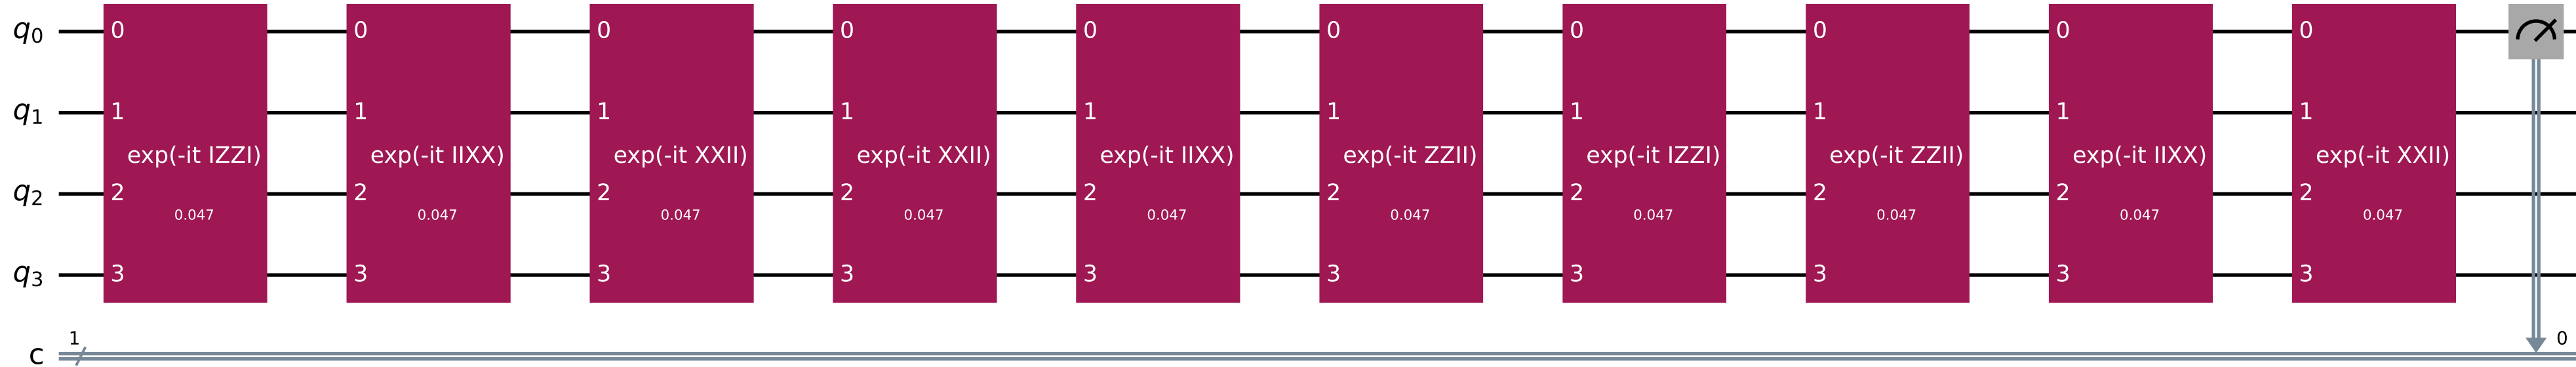 q0 0 0 0 0 0 0 0 0 0 0
q1 1 1 1 1 1 1 1 1 1 1
exp(-it IZZI) exp(-it IIXX) exp(-it XXII) exp(-it XXII) exp(-it IIXX) exp(-it ZZII) exp(-it IZZI) exp(-it ZZII) exp(-it IIXX) exp(-it XXII)
q2 2 2 2 2 2 2 2 2 2 2
0.047 0.047 0.047 0.047 0.047 0.047 0.047 0.047 0.047 0.047
q3 3 3 3 3 3 3 3 3 3 3
1 0
c